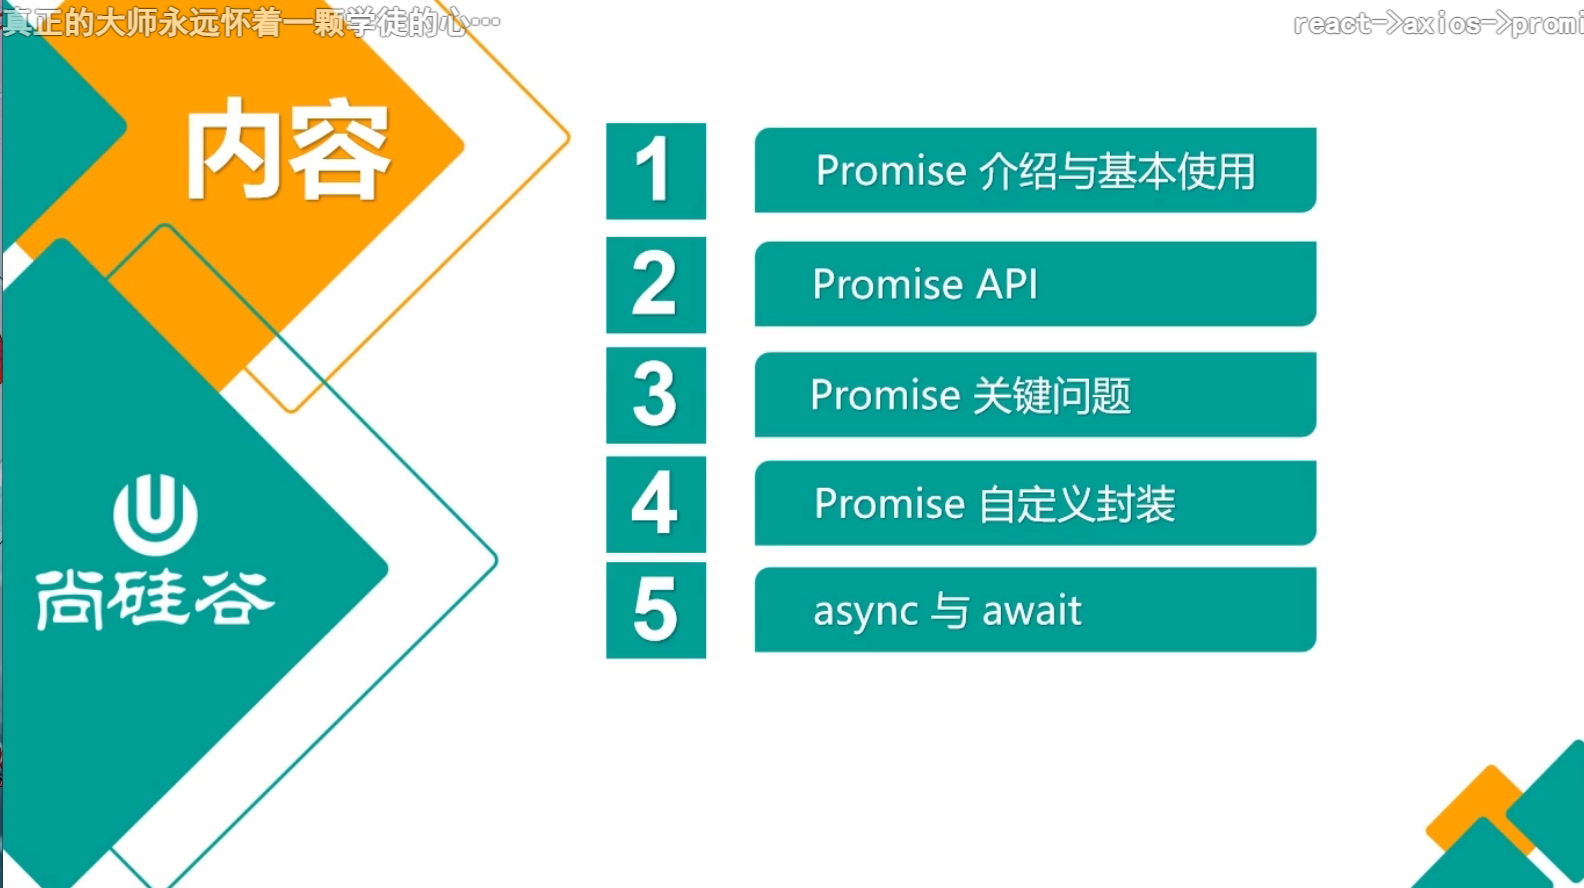 真正的大师永远怀着一颗学徒的心…
react->axios->promi
内容
1 Promise 介绍与基本使用
2 Promise API
3 Promise 关键问题
4 Promise 自定义封装
5 async 与 await
尚硅谷